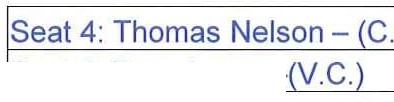 Seat 4: Thomas Nelson – (C.
(V.C.)